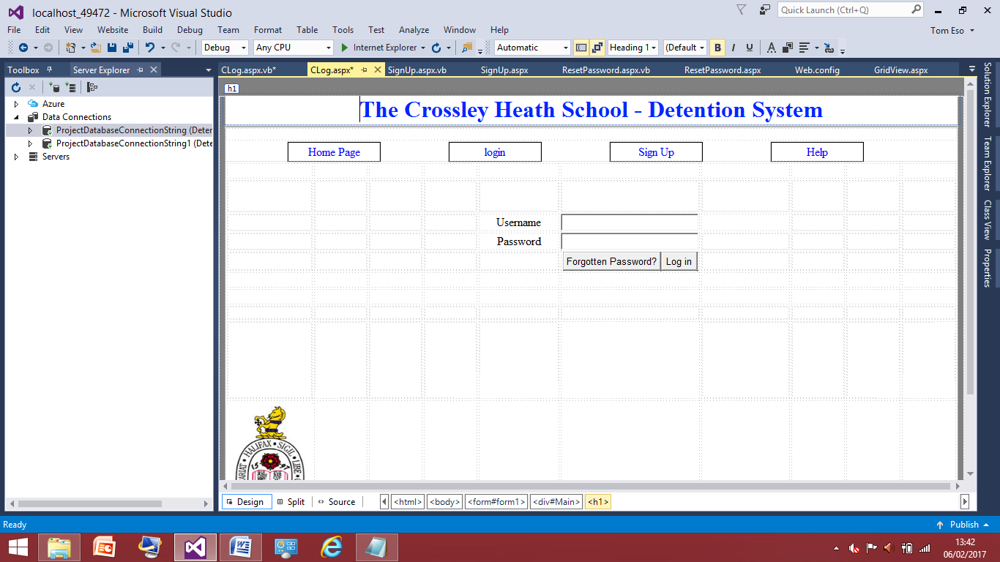 localhost_49472 - Microsoft Visual Studio
Quick Launch (Ctrl+Q)
File Edit View Website Build Debug Team Format Table Tools Test Analyze Window Help
Tom Eso
Debug Any CPU Internet Explorer Automatic Heading 1 (Default B I U A
Toolbox Server Explorer CLog.aspx.vb* CLog.aspx* SignUp.aspx.vb SignUp.aspx ResetPassword.aspx.vb ResetPassword.aspx Web.config GridView.aspx
Azure
Data Connections
ProjectDatabaseConnectionString (Deter
ProjectDatabaseConnectionString1 (Dete
Servers
h1
The Crossley Heath School - Detention System
Home Page login Sign Up Help
Username
Password
Forgotten Password? Log in
HALIFAX • SIGIL • LIBE
15 97
Solution Explorer
Team Explorer
Class View
Properties
Design Split Source <html> <body> <form#form1> <div#Main> <h1>
Ready
Publish
13:42
06/02/2017